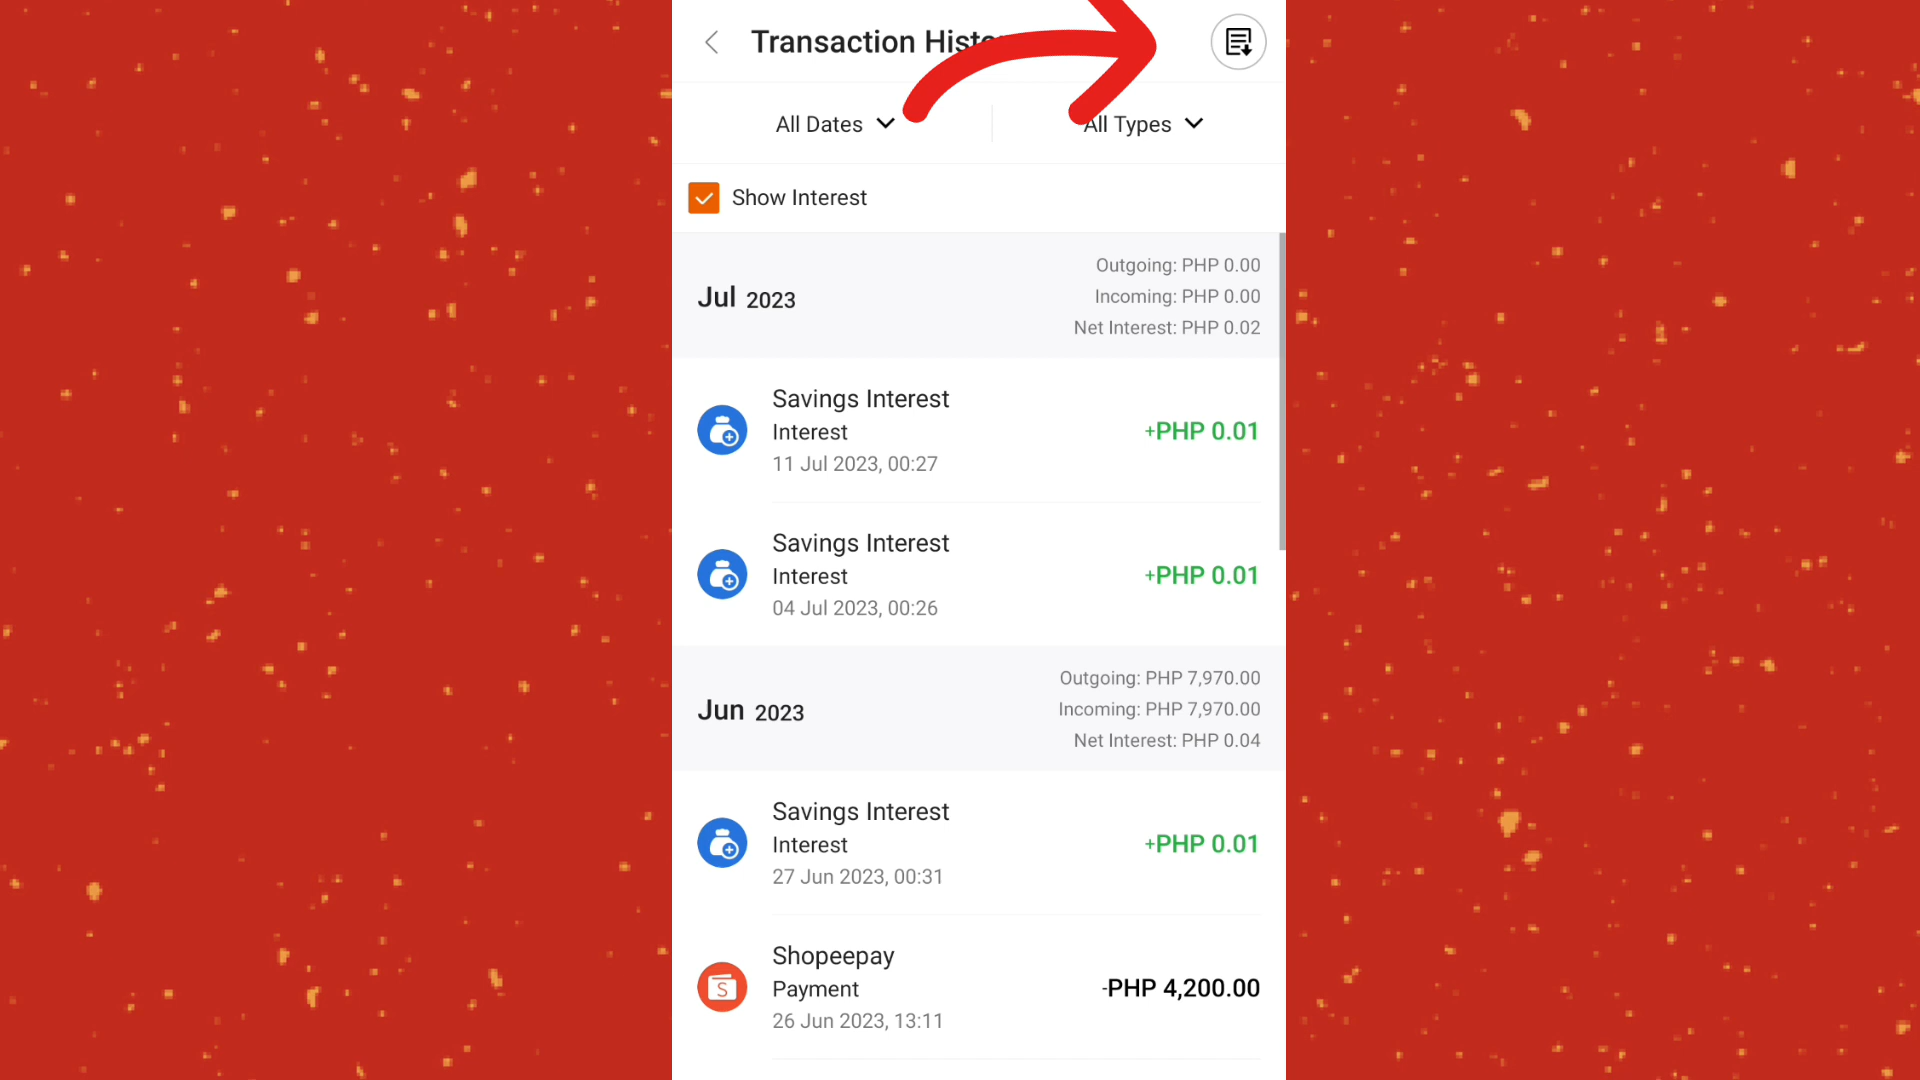 Transaction Histo
All Dates
All Types
Show Interest
Jul 2023
Outgoing: PHP 0.00
Incoming: PHP 0.00
Net Interest: PHP 0.02
Savings Interest
Interest
11 Jul 2023, 00:27
+PHP 0.01
Savings Interest
Interest
04 Jul 2023, 00:26
+PHP 0.01
Jun 2023
Outgoing: PHP 7,970.00
Incoming: PHP 7,970.00
Net Interest: PHP 0.04
Savings Interest
Interest
27 Jun 2023, 00:31
+PHP 0.01
S
Shopeepay
Payment
26 Jun 2023, 13:11
-PHP 4,200.00